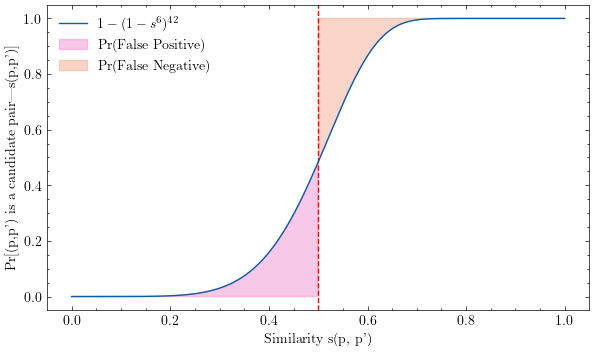 1 − (1 − s⁶)⁴²
Pr(False Positive)
Pr(False Negative)
Pr[(p,p') is a candidate pair—s(p,p')]
1.0
0.8
0.6
0.4
0.2
0.0
0.0 0.2 0.4 0.6 0.8 1.0
Similarity s(p, p')